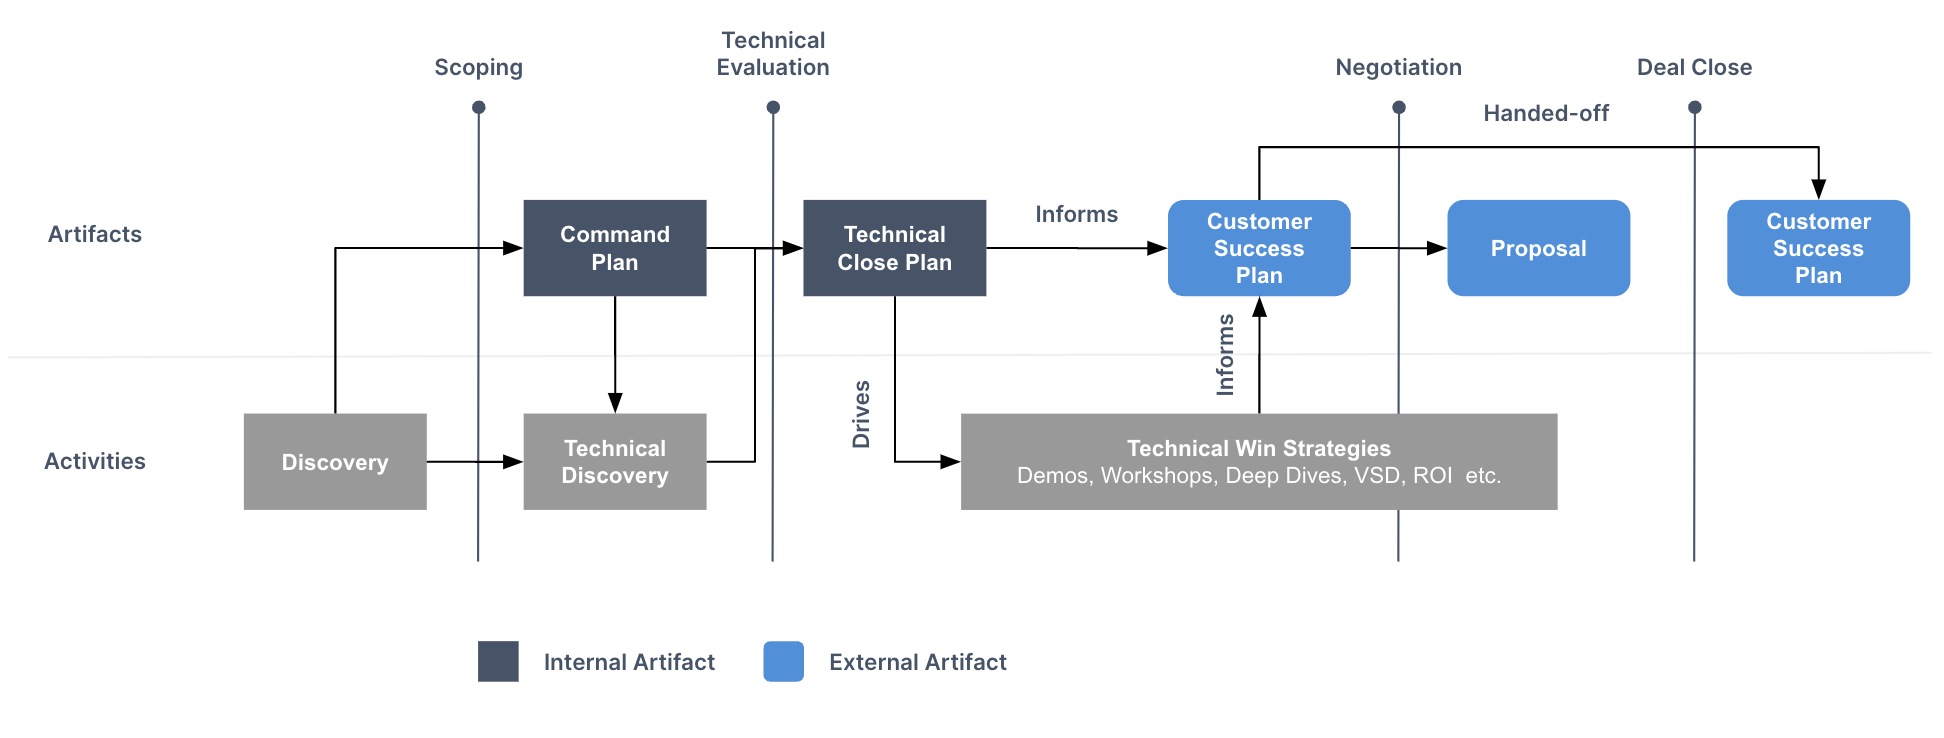 Scoping
Technical
Evaluation
Negotiation
Deal Close
Handed-off
Artifacts
Command
Plan
Technical
Close Plan
Informs
Customer
Success
Plan
Proposal
Customer
Success
Plan
Informs
Drives
Activities
Discovery
Technical
Discovery
Technical Win Strategies
Demos, Workshops, Deep Dives, VSD, ROI  etc.
Internal Artifact
External Artifact